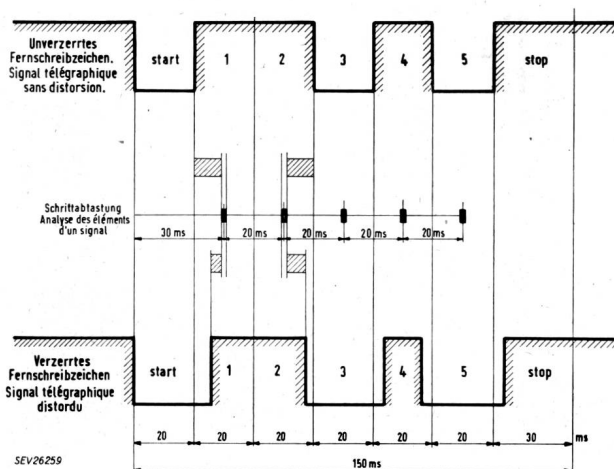 Unverzerrtes
Fernschreibzeichen.
Signal télégraphique
sans distorsion.
start 1 2 3 4 5 stop
Schrittabtastung
Analyse des éléments
d'un signal
30 ms 20 ms 20 ms 20 ms 20 ms
Verzerrtes
Fernschreibzeichen
Signal télégraphique
distordu
start 1 2 3 4 5 stop
20 20 20 20 20 20 30 ms
150 ms
SEV26259